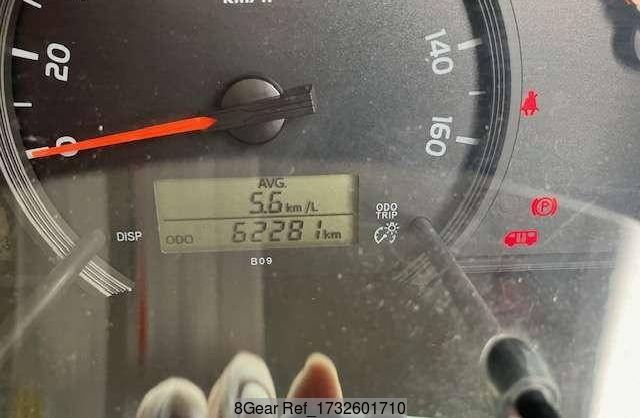 km/h
20
0
140
160
AVG.
5.6 km/L
ODO 62281 km
DISP
ODO
TRIP
B09
P
8Gear Ref_1732601710